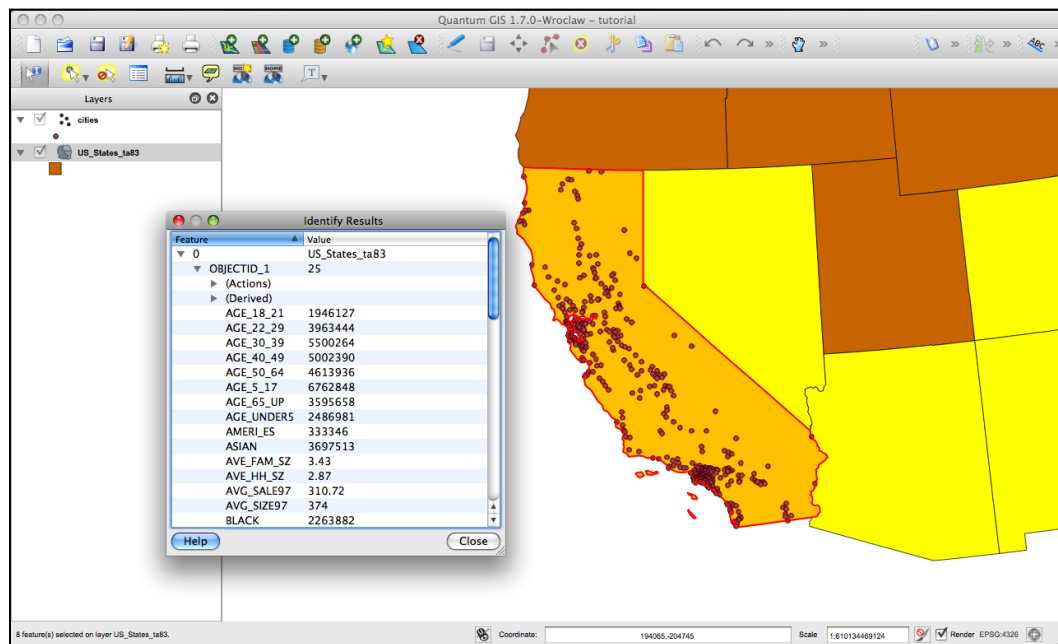 Quantum GIS 1.7.0-Wroclaw - tutorial
Layers
cities
US_States_ta83
Identify Results
Feature Value
0 US_States_ta83
OBJECTID_1 25
(Actions)
(Derived)
AGE_18_21 1946127
AGE_22_29 3963444
AGE_30_39 5500264
AGE_40_49 5002390
AGE_50_64 4613936
AGE_5_17 6762848
AGE_65_UP 3595658
AGE_UNDER5 2486981
AMERI_ES 333346
ASIAN 3697513
AVE_FAM_SZ 3.43
AVE_HH_SZ 2.87
AVG_SALE97 310.72
AVG_SIZE97 374
BLACK 2263882
Help Close
8 feature(s) selected on layer US_States_ta83. Coordinate: 194065,-204745 Scale 1:610134469124 Render EPSG:4326